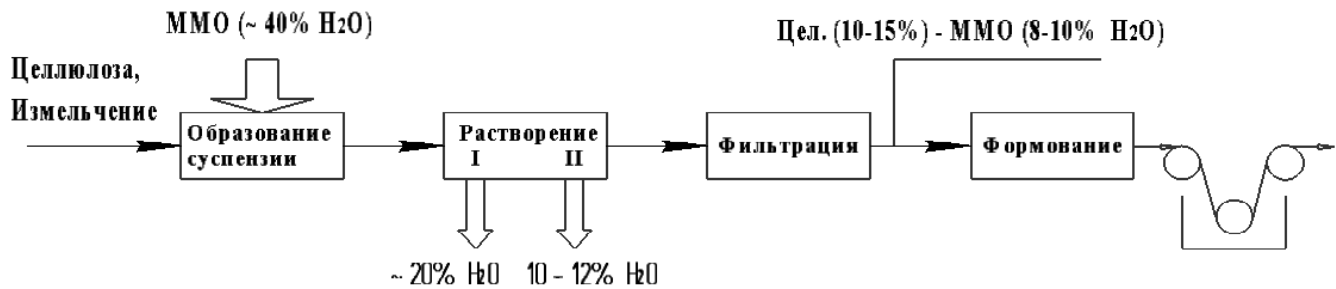 ММО (~ 40% H2O)
Цел. (10-15%) - ММО (8-10% H2O)
Целлюлоза,
Измельчение
Образование
суспензии
Растворение
I II
Фильтрация
Формование
~ 20% H2O 10 - 12% H2O